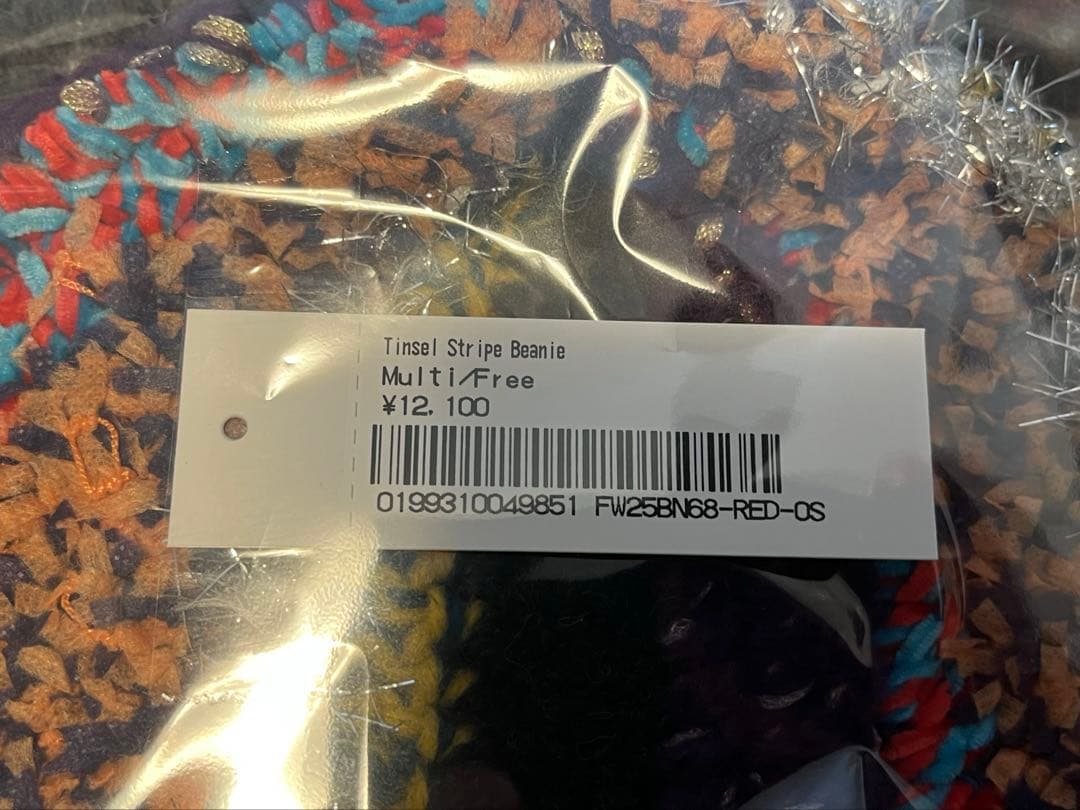 Tinsel Stripe Beanie
Multi/Free
¥12,100
0199310049851 FW25BN68-RED-OS